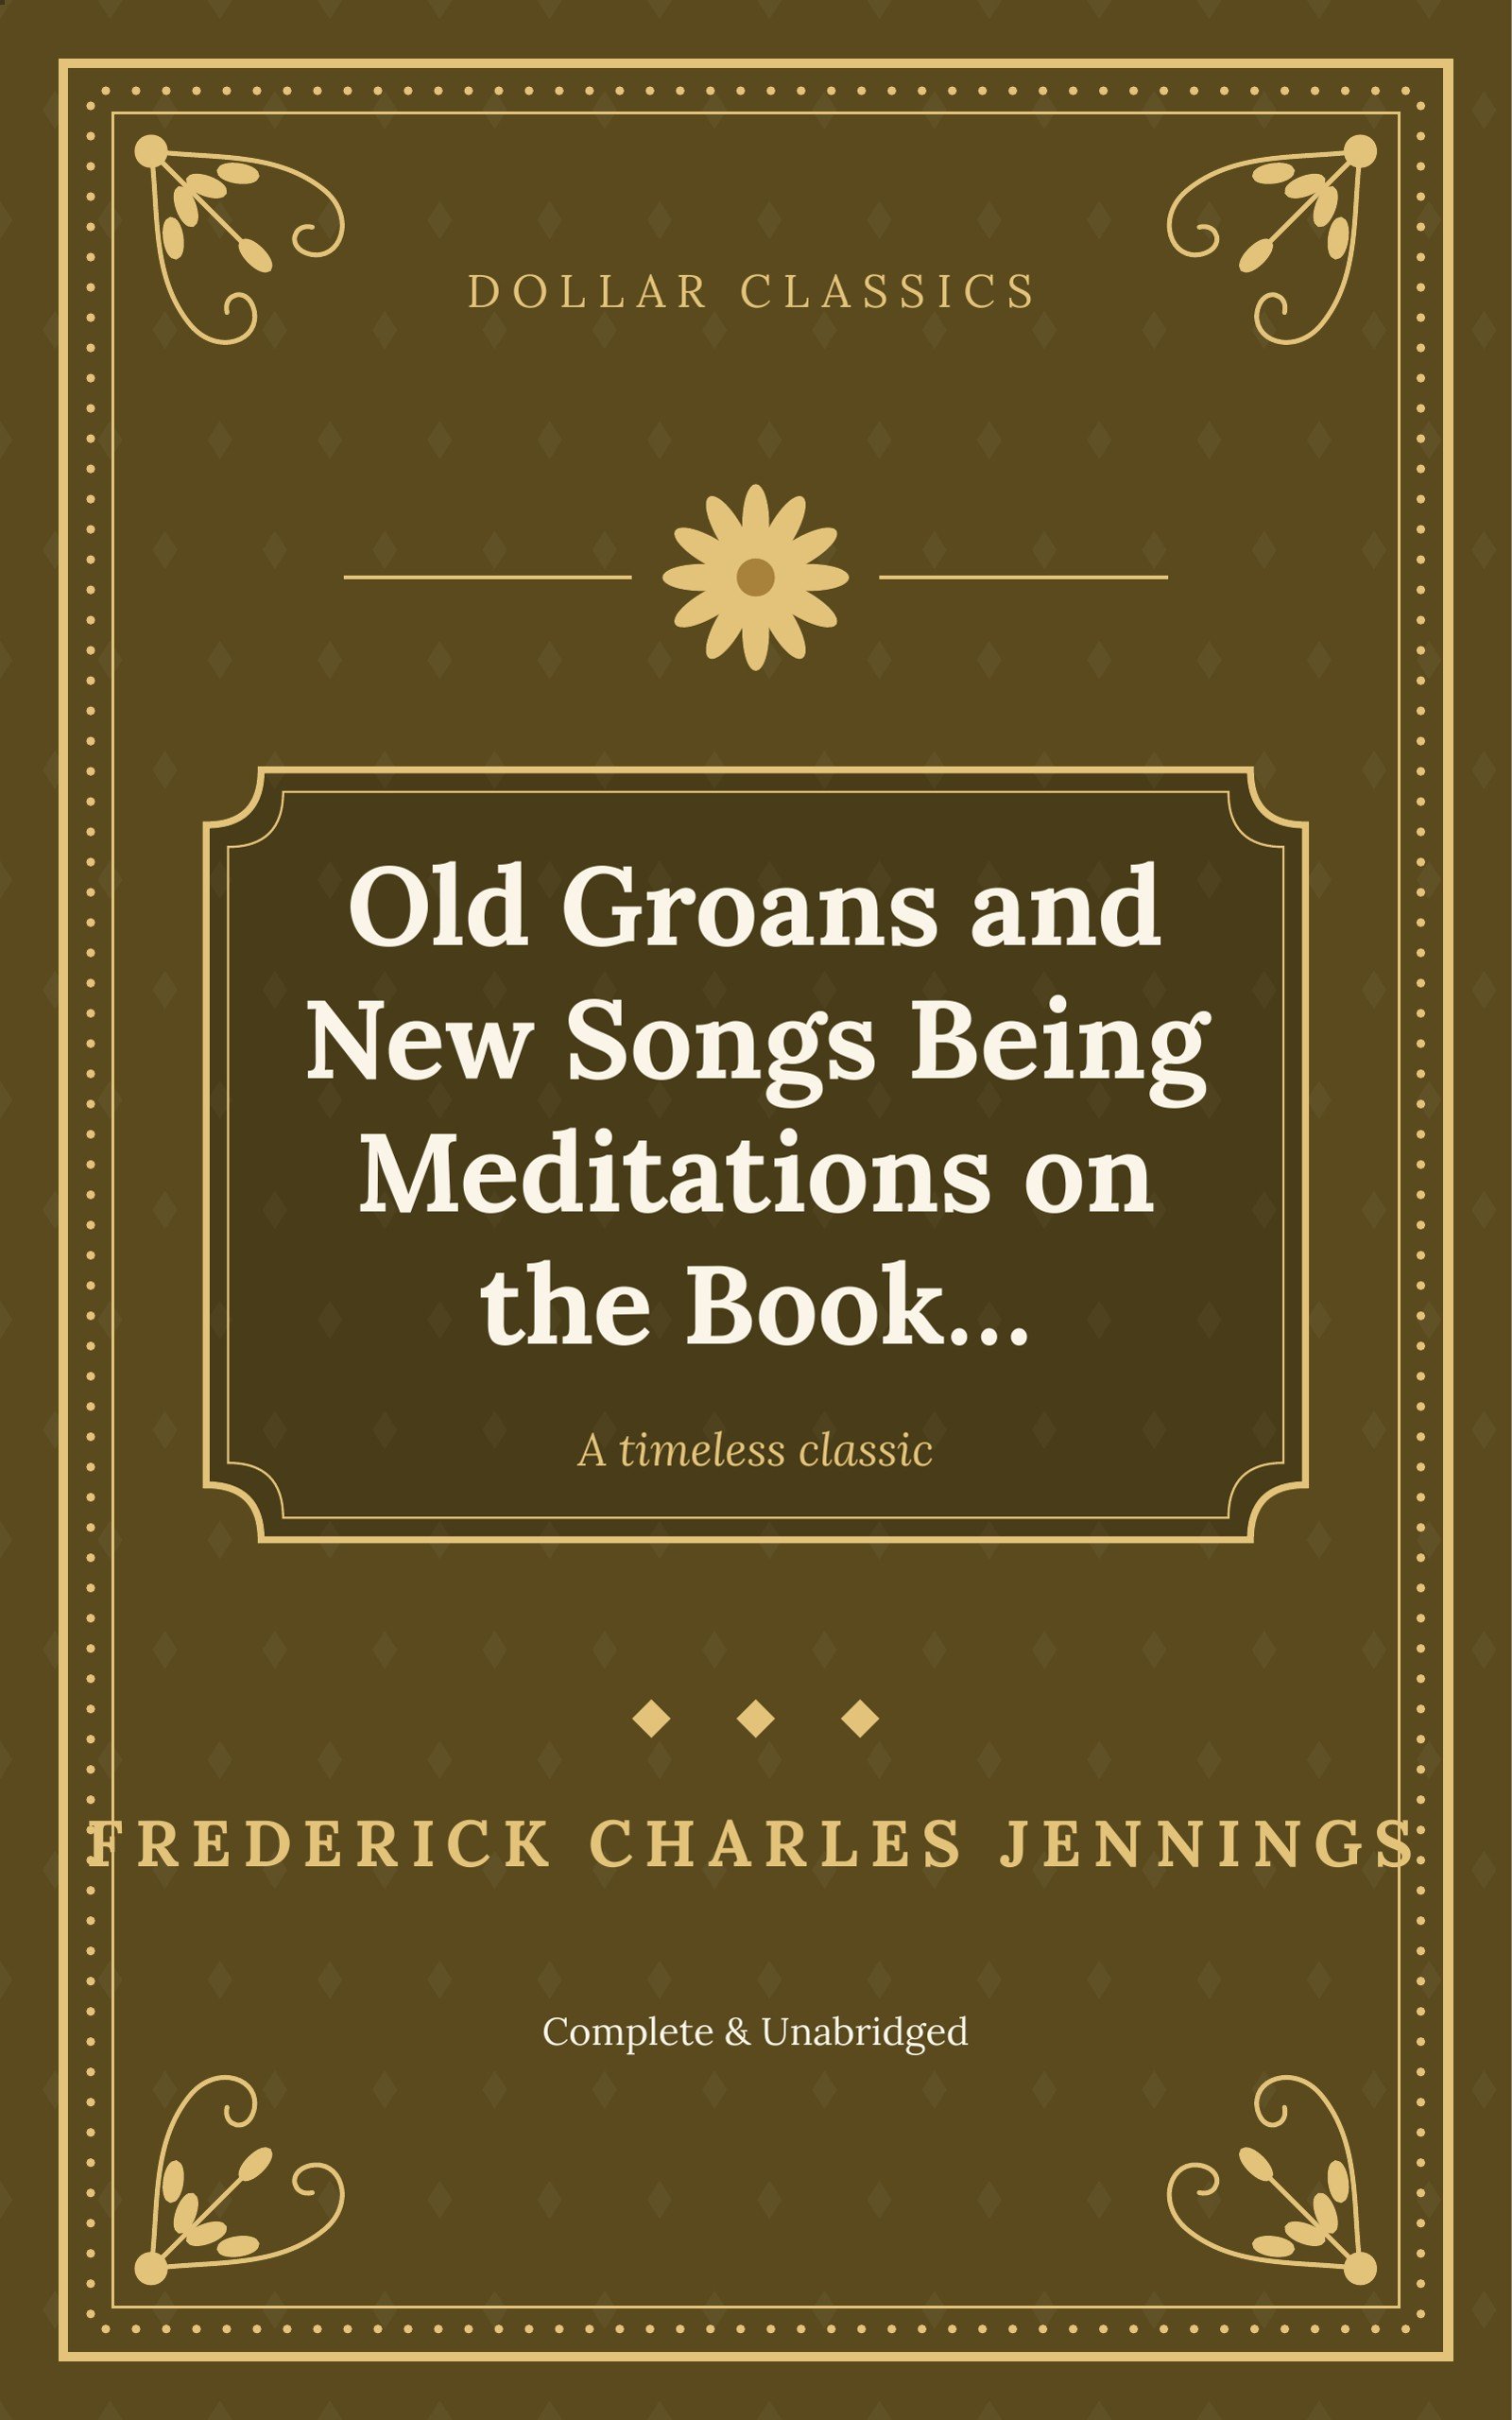 DOLLAR CLASSICS
Old Groans and
New Songs Being
Meditations on
the Book...
A timeless classic
FREDERICK CHARLES JENNINGS
Complete & Unabridged